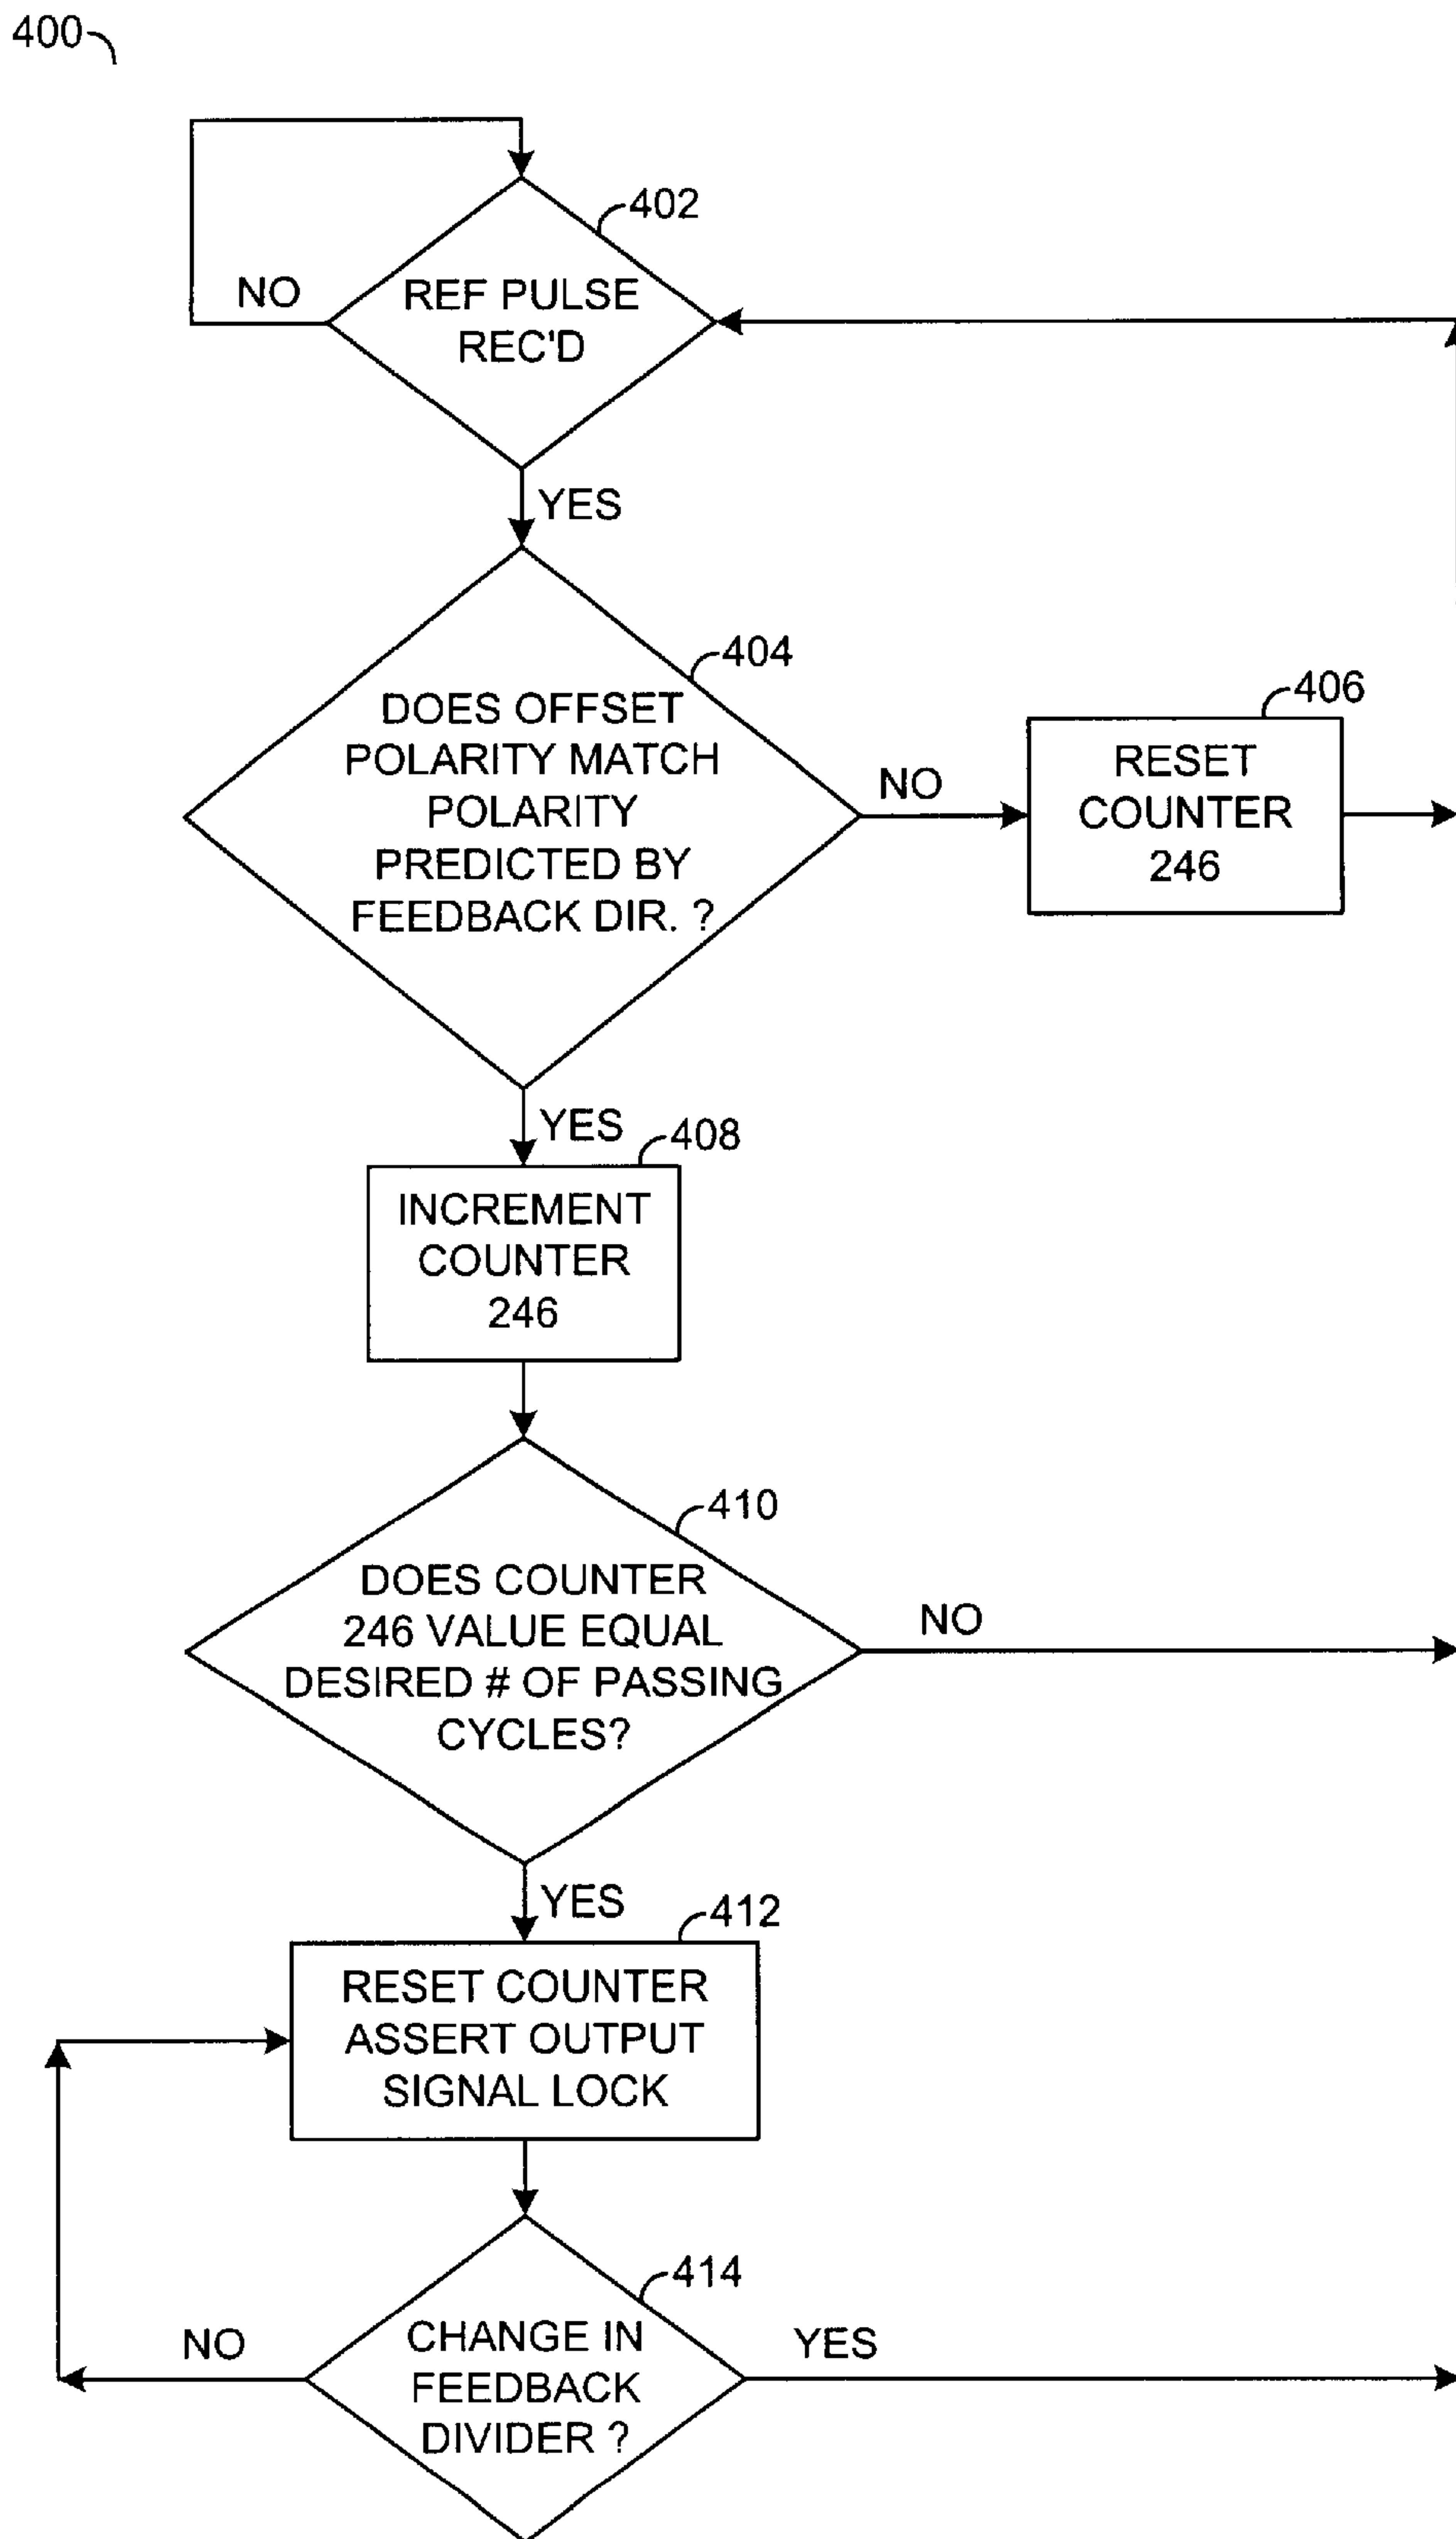 400
402
NO
REF PULSE
REC'D
YES
404
DOES OFFSET
POLARITY MATCH
POLARITY
PREDICTED BY
FEEDBACK DIR. ?
NO
406
RESET
COUNTER
246
YES
408
INCREMENT
COUNTER
246
410
DOES COUNTER
246 VALUE EQUAL
DESIRED # OF PASSING
CYCLES?
NO
YES
412
RESET COUNTER
ASSERT OUTPUT
SIGNAL LOCK
414
NO
CHANGE IN
FEEDBACK
DIVIDER ?
YES